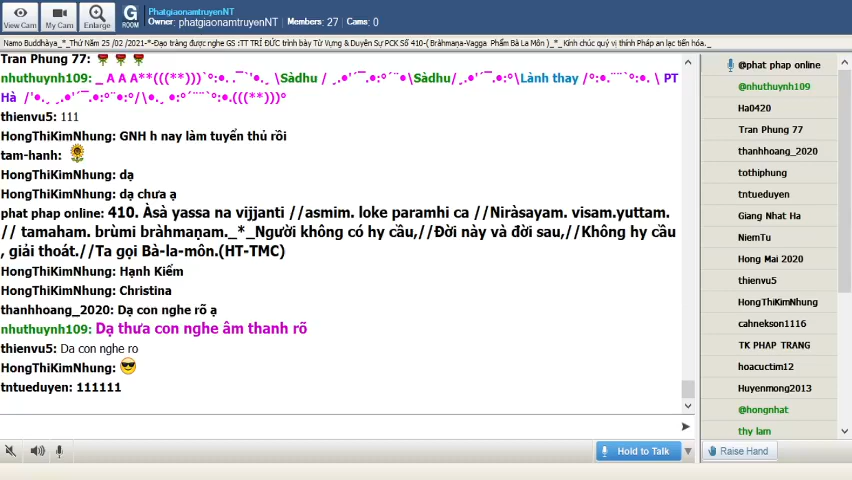 View Cam
My Cam
Enlarge
G
ROOM
PhatgiaonamtruyenNT
Owner: phatgiaonamtruyenNT | Members: 27 | Cams: 0
Namo Buddhàya_*_Thứ Năm 25 /02 /2021-*-Đạo tràng được nghe GS :TT TRÍ ĐỨC trình bày Từ Vựng & Duyên Sự PCK Số 410-( Bràhmaṇa-Vagga Phẩm Bà La Môn )_*_Kính chúc quý vị thính Pháp an lạc tiến hóa._
Tran Phung 77:
nhuthuynh109: _ A A A**(((**)))`°:•. .¯`'•.¸ \Sàdhu / ¸.•'´¯.•:°´¨•\Sàdhu/¸.•'´¯.•:°\Lành thay /°:•.¨¨`°:•. \ PT
Hà /'•.¸ ¸.•'´¯.•:°¨•:°/\•.¸ •:°´¨¨`°:•.(((**)))°
thienvu5: 111
HongThiKimNhung: GNH h nay làm tuyển thủ rồi
tam-hanh:
HongThiKimNhung: dạ
HongThiKimNhung: dạ chưa ạ
phat phap online: 410. Àsà yassa na vijjanti //asmim. loke paramhi ca //Niràsayam. visam.yuttam.
// tamaham. brùmi bràhmaṇam._*_Người không có hy cầu,//Đời này và đời sau,//Không hy cầu
, giải thoát.//Ta gọi Bà-la-môn.(HT-TMC)
HongThiKimNhung: Hạnh Kiểm
HongThiKimNhung: Christina
thanhhoang_2020: Dạ con nghe rõ ạ
nhuthuynh109: Dạ thưa con nghe âm thanh rõ
thienvu5: Da con nghe ro
HongThiKimNhung:
tntueduyen: 111111
@phat phap online
@nhuthuynh109
Ha0420
Tran Phung 77
thanhhoang_2020
tothiphung
tntueduyen
Giang Nhat Ha
NiemTu
Hong Mai 2020
thienvu5
HongThiKimNhung
cahnekson1116
TK PHÁP TRÁNG
hoacuctim12
Huyenmong2013
@hongnhat
thy lam
Hold to Talk
Raise Hand